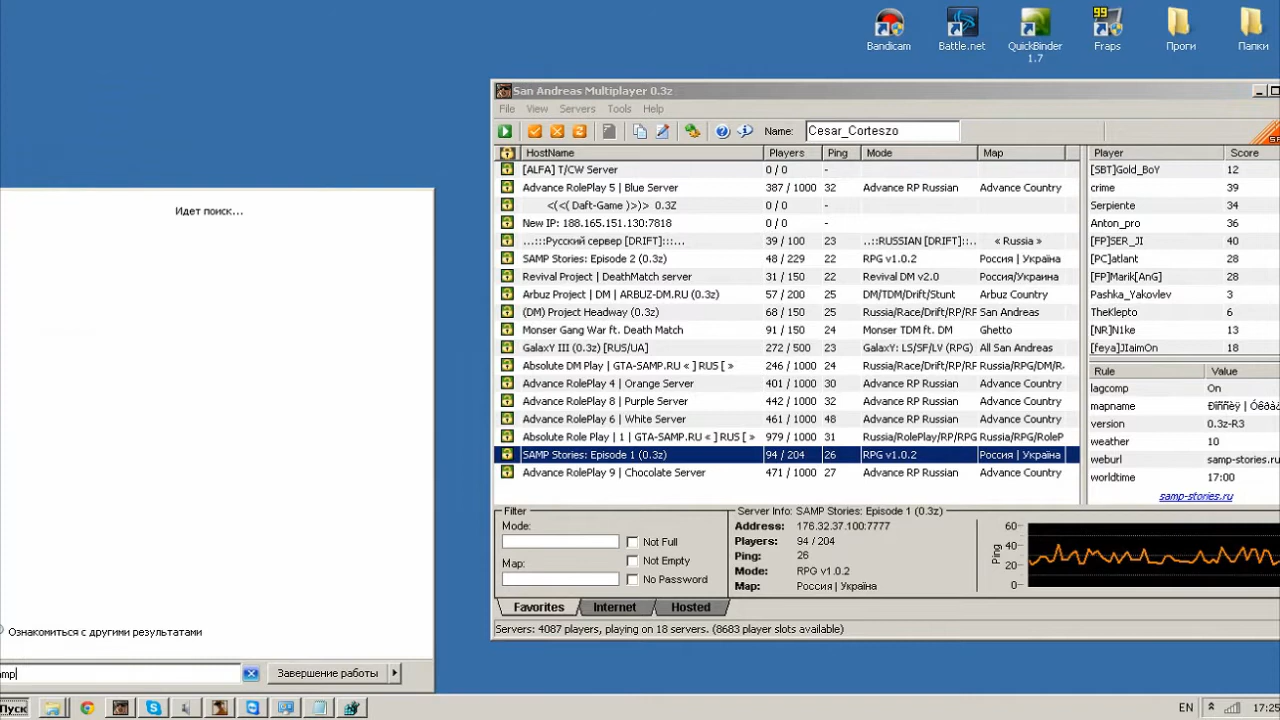 Bandicam
Battle.net
QuickBinder 1.7
99
Fraps
Проги
Папки
San Andreas Multiplayer 0.3z
File View Servers Tools Help
Name: Cesar_Corteszo
HostName Players Ping Mode Map
[ALFA] T/CW Server 0 / 0 -
Advance RolePlay 5 | Blue Server 387 / 1000 32 Advance RP Russian Advance Country
<(<( Daft-Game )>)> 0.3Z 0 / 0 -
New IP: 188.165.151.130:7818 0 / 0 -
...:::Русский сервер [DRIFT]:... 39 / 100 23 ..::RUSSIAN [DRIFT]::.. « Russia »
SAMP Stories: Episode 2 (0.3z) 48 / 229 22 RPG v1.0.2 Россия | Україна
Revival Project | DeathMatch server 31 / 150 22 Revival DM v2.0 Россия/Украина
Arbuz Project | DM | ARBUZ-DM.RU (0.3z) 57 / 200 25 DM/TDM/Drift/Stunt Arbuz Country
(DM) Project Headway (0.3z) 68 / 150 25 Russia/Race/Drift/RP/RF San Andreas
Monser Gang War ft. Death Match 91 / 150 24 Monser TDM ft. DM Ghetto
GalaxY III (0.3z) [RUS/UA] 272 / 500 23 GalaxY: LS/SF/LV (RPG) All San Andreas
Absolute DM Play | GTA-SAMP.RU « ] RUS [ » 246 / 1000 24 Russia/Race/Drift/RP/RF Russia/RPG/DM/R.
Advance RolePlay 4 | Orange Server 401 / 1000 30 Advance RP Russian Advance Country
Advance RolePlay 8 | Purple Server 442 / 1000 32 Advance RP Russian Advance Country
Advance RolePlay 6 | White Server 461 / 1000 48 Advance RP Russian Advance Country
Absolute Role Play | 1 | GTA-SAMP.RU « ] RUS [ » 979 / 1000 31 Russia/RolePlay/RP/RPG Russia/RPG/RoleP
SAMP Stories: Episode 1 (0.3z) 94 / 204 26 RPG v1.0.2 Россия | Україна
Advance RolePlay 9 | Chocolate Server 471 / 1000 27 Advance RP Russian Advance Country
Player Score
[SBT]Gold_BoY 12
crime 39
Serpiente 34
Anton_pro 36
[FP]SER_JI 40
[PC]atlant 28
[FP]Marik[AnG] 28
Pashka_Yakovlev 3
TheKlepto 6
[NR]N1ke 13
[feya]JIaimOn 18
Rule Value
lagcomp On
mapname Ðîññèÿ | Óêðà
version 0.3z-R3
weather 10
weburl samp-stories.ru
worldtime 17:00
samp-stories.ru
Filter
Mode:
Not Full
Not Empty
Map:
No Password
Server Info: SAMP Stories: Episode 1 (0.3z)
Address: 176.32.37.100:7777
Players: 94 / 204
Ping: 26
Mode: RPG v1.0.2
Map: Россия | Україна
Ping
60
40
20
0
Favorites Internet Hosted
Servers: 4087 players, playing on 18 servers. (8683 player slots available)
Идет поиск...
Ознакомиться с другими результатами
amp
Завершение работы
Пуск
EN
17:25